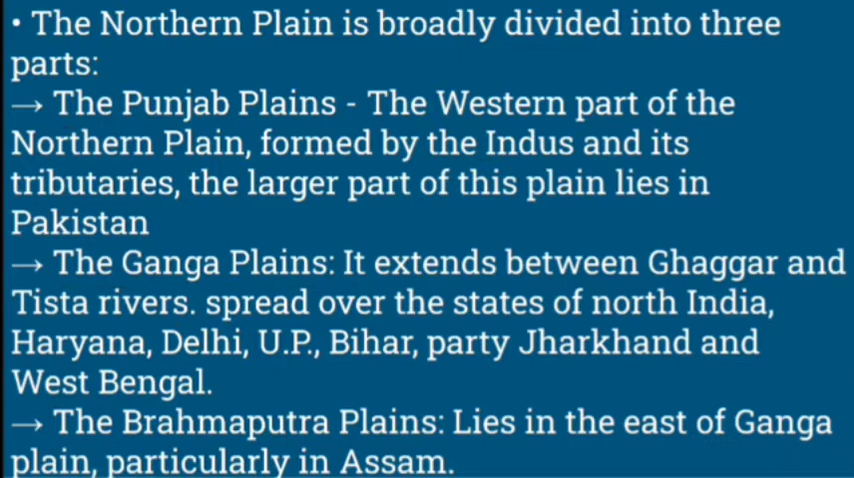 • The Northern Plain is broadly divided into three
parts:
→ The Punjab Plains - The Western part of the
Northern Plain, formed by the Indus and its
tributaries, the larger part of this plain lies in
Pakistan
→ The Ganga Plains: It extends between Ghaggar and
Tista rivers. spread over the states of north India,
Haryana, Delhi, U.P., Bihar, party Jharkhand and
West Bengal.
→ The Brahmaputra Plains: Lies in the east of Ganga
plain, particularly in Assam.